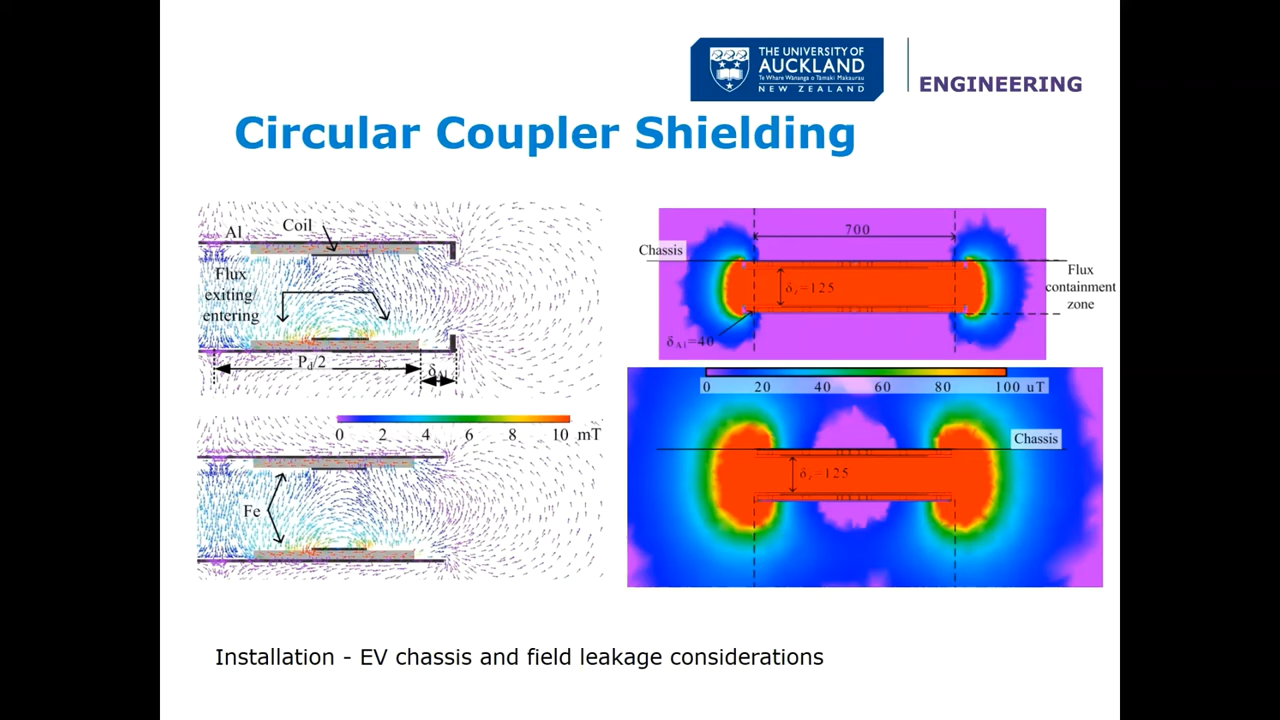 THE UNIVERSITY OF
AUCKLAND
Te Whare Wānanga o Tāmaki Makaurau
NEW ZEALAND
ENGINEERING
Circular Coupler Shielding
Al
Coil
Flux
exiting/
entering
Pd/2
δAl
0 2 4 6 8 10 mT
Fe
700
Chassis
δz=125
Flux
containment
zone
δAl=40
0 20 40 60 80 100 uT
Chassis
δz=125
Installation - EV chassis and field leakage considerations